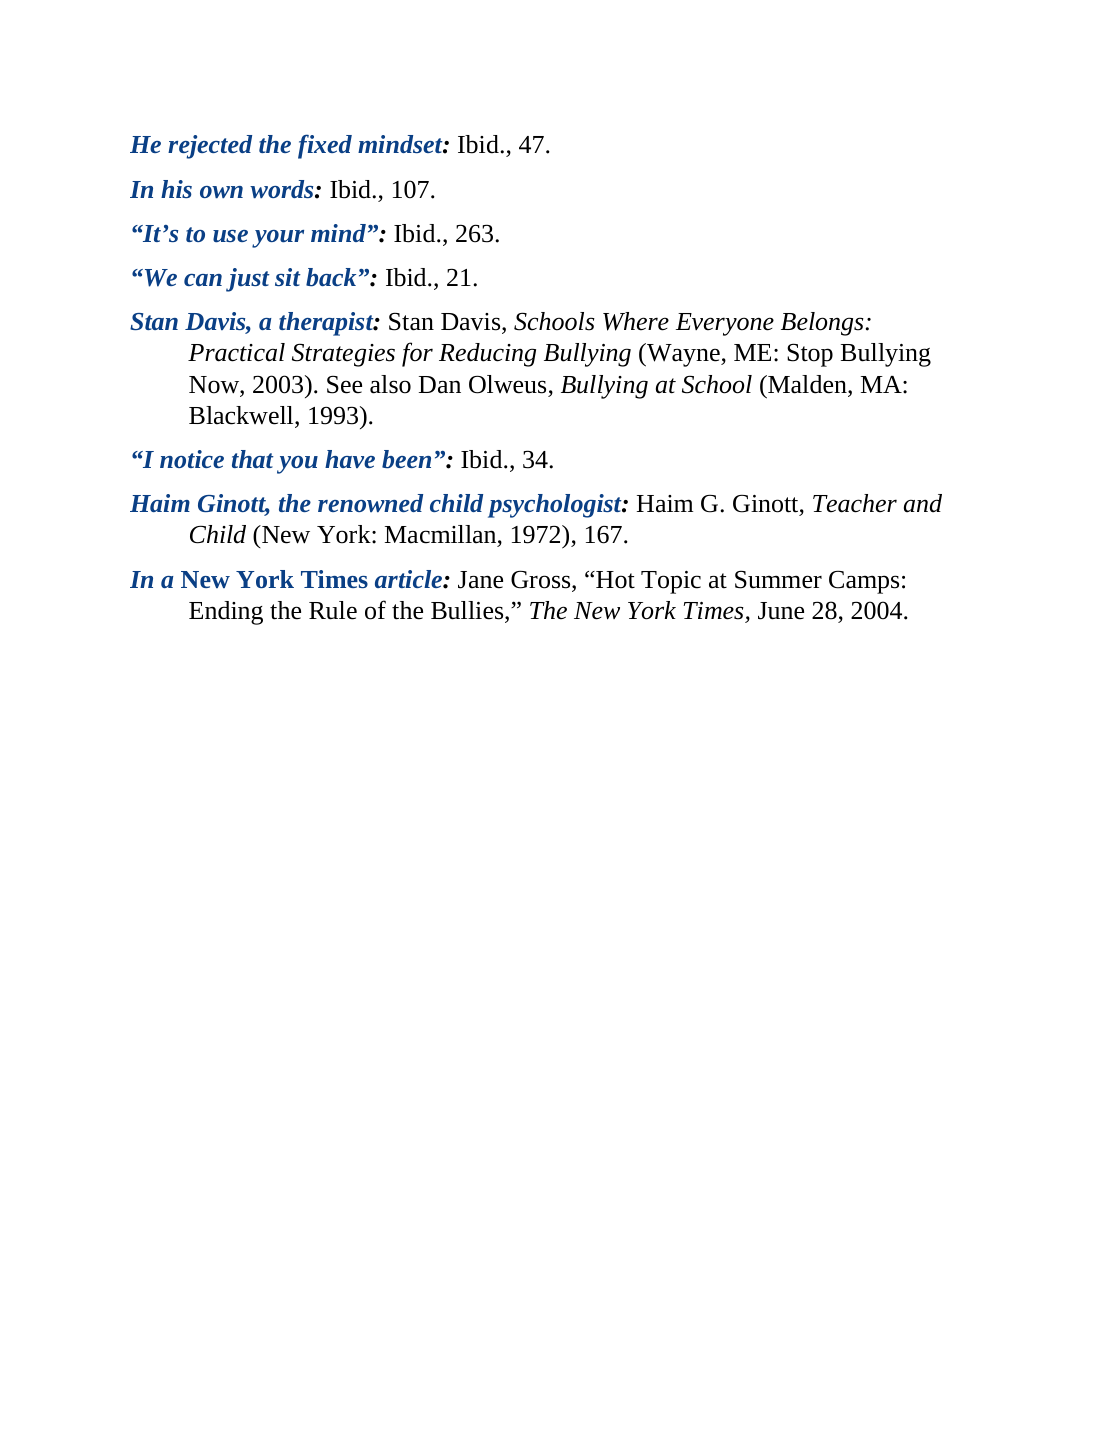 He rejected the fixed mindset: Ibid., 47.
In his own words: Ibid., 107.
“It’s to use your mind”: Ibid., 263.
“We can just sit back”: Ibid., 21.
Stan Davis, a therapist: Stan Davis, Schools Where Everyone Belongs:
Practical Strategies for Reducing Bullying (Wayne, ME: Stop Bullying
Now, 2003). See also Dan Olweus, Bullying at School (Malden, MA:
Blackwell, 1993).
“I notice that you have been”: Ibid., 34.
Haim Ginott, the renowned child psychologist: Haim G. Ginott, Teacher and
Child (New York: Macmillan, 1972), 167.
In a New York Times article: Jane Gross, “Hot Topic at Summer Camps:
Ending the Rule of the Bullies,” The New York Times, June 28, 2004.